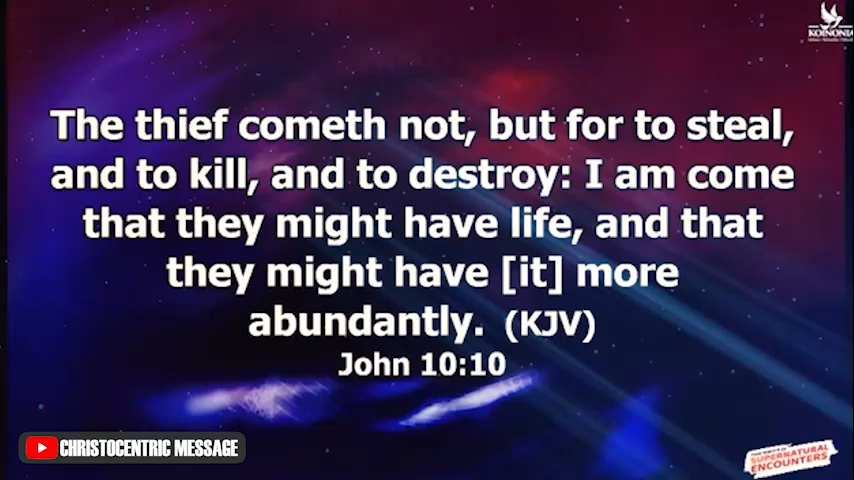 KOINONIA
The thief cometh not, but for to steal,
and to kill, and to destroy: I am come
that they might have life, and that
they might have [it] more
abundantly. (KJV)
John 10:10
CHRISTOCENTRIC MESSAGE
SUPERNATURAL
ENCOUNTERS